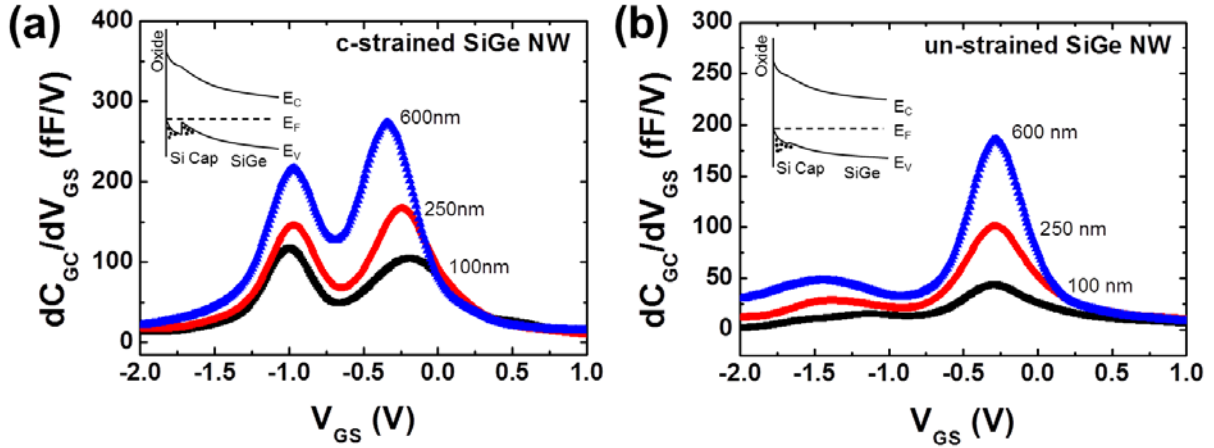 (a)
c-strained SiGe NW
Oxide
E_C
E_F
E_V
Si Cap SiGe
600nm
250nm
100nm
400
300
200
100
0
-2.0 -1.5 -1.0 -0.5 0.0 0.5 1.0
dC_GC/dV_GS (fF/V)
V_GS (V)
(b)
un-strained SiGe NW
Oxide
E_C
E_F
E_V
Si Cap SiGe
600 nm
250 nm
100 nm
300
250
200
150
100
50
0
-2.0 -1.5 -1.0 -0.5 0.0 0.5 1.0
dC_GC/dV_GS (fF/V)
V_GS (V)